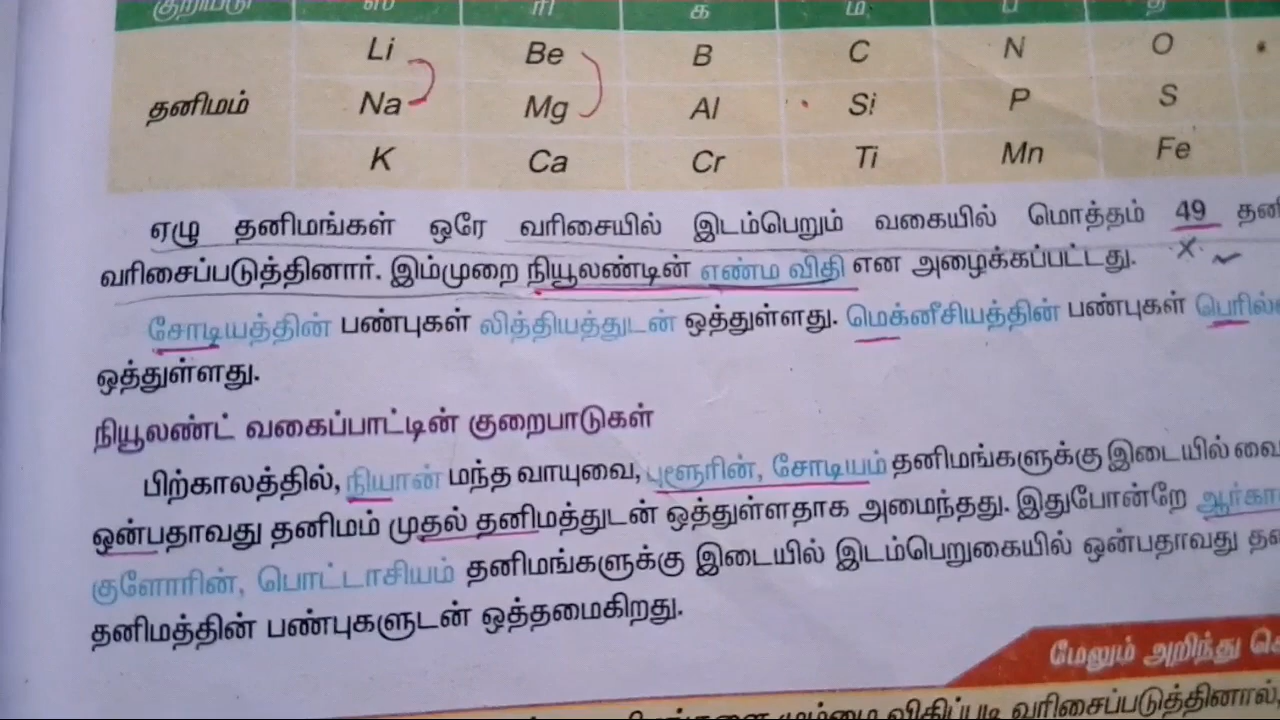 குறியீடு ஸ ரி க ம ப த
Li Be B C N O
தனிமம் Na Mg Al Si P S
K Ca Cr Ti Mn Fe
ஏழு தனிமங்கள் ஒரே வரிசையில் இடம்பெறும் வகையில் மொத்தம் 49
வரிசைப்படுத்தினார். இம்முறை நியூலண்டின் எண்ம விதி என அழைக்கப்பட்டது.
சோடியத்தின் பண்புகள் லித்தியத்துடன் ஒத்துள்ளது. மெக்னீசியத்தின் பண்புகள்
ஒத்துள்ளது.
நியூலண்ட் வகைப்பாட்டின் குறைபாடுகள்
பிற்காலத்தில், நியான் மந்த வாயுவை, புளூரின், சோடியம் தனிமங்களுக்கு இடையில்
ஒன்பதாவது தனிமம் முதல் தனிமத்துடன் ஒத்துள்ளதாக அமைந்தது. இதுபோன்றே
குளோரின், பொட்டாசியம் தனிமங்களுக்கு இடையில் இடம்பெறுகையில் ஒன்பதாவது
தனிமத்தின் பண்புகளுடன் ஒத்தமைகிறது.
மேலும் அறிந்து
விதிப்படி வரிசைப்படுத்தினால்,